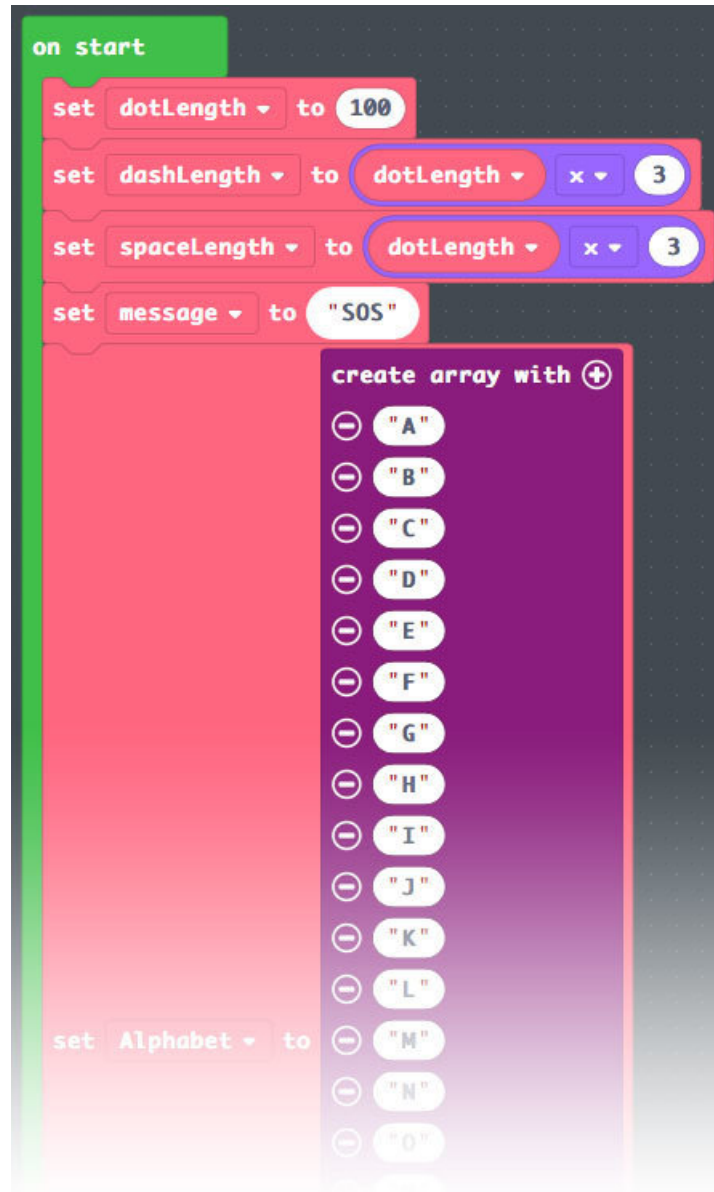 on start
set dotLength to 100
set dashLength to dotLength x 3
set spaceLength to dotLength x 3
set message to "SOS"
create array with
"A"
"B"
"C"
"D"
"E"
"F"
"G"
"H"
"I"
"J"
"K"
"L"
set Alphabet to "M"
"N"
"O"